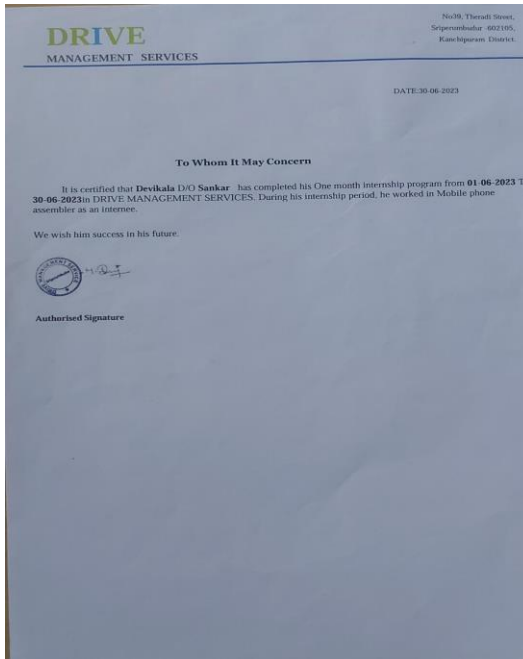 DRIVE
MANAGEMENT SERVICES
No39, Theradi Street,
Sriperumbudur -602105,
Kanchipuram District.
DATE:30-06-2023
To Whom It May Concern
It is certified that Devikala D/O Sankar has completed his One month internship program from 01-06-2023 T
30-06-2023in DRIVE MANAGEMENT SERVICES. During his internship period, he worked in Mobile phone
assembler as an internee.
We wish him success in his future.
Authorised Signature